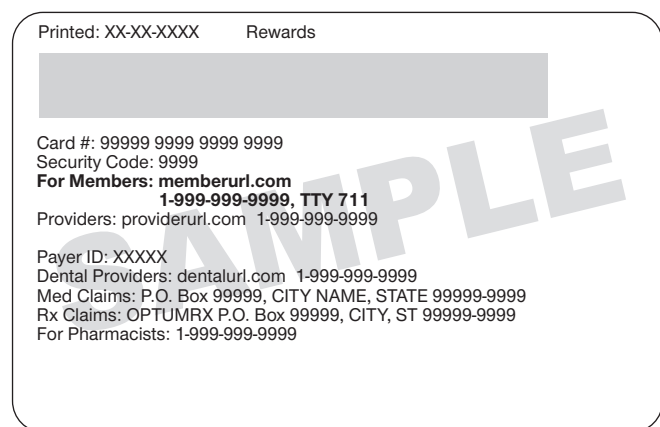 Printed: XX-XX-XXXX Rewards
Card #: 99999 9999 9999 9999
Security Code: 9999
For Members: memberurl.com
1-999-999-9999, TTY 711
Providers: providerurl.com 1-999-999-9999
Payer ID: XXXXX
Dental Providers: dentalurl.com 1-999-999-9999
Med Claims: P.O. Box 99999, CITY NAME, STATE 99999-9999
Rx Claims: OPTUMRX P.O. Box 99999, CITY, ST 99999-9999
For Pharmacists: 1-999-999-9999
SAMPLE